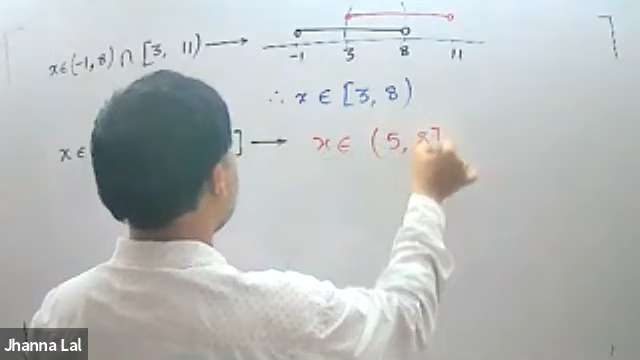 x∈(-1, 8) ∩ [3, 11) →
-1 3 8 11
∴ x ∈ [3, 8)
x∈ ] → x∈ (5, 8]
Jhanna Lal